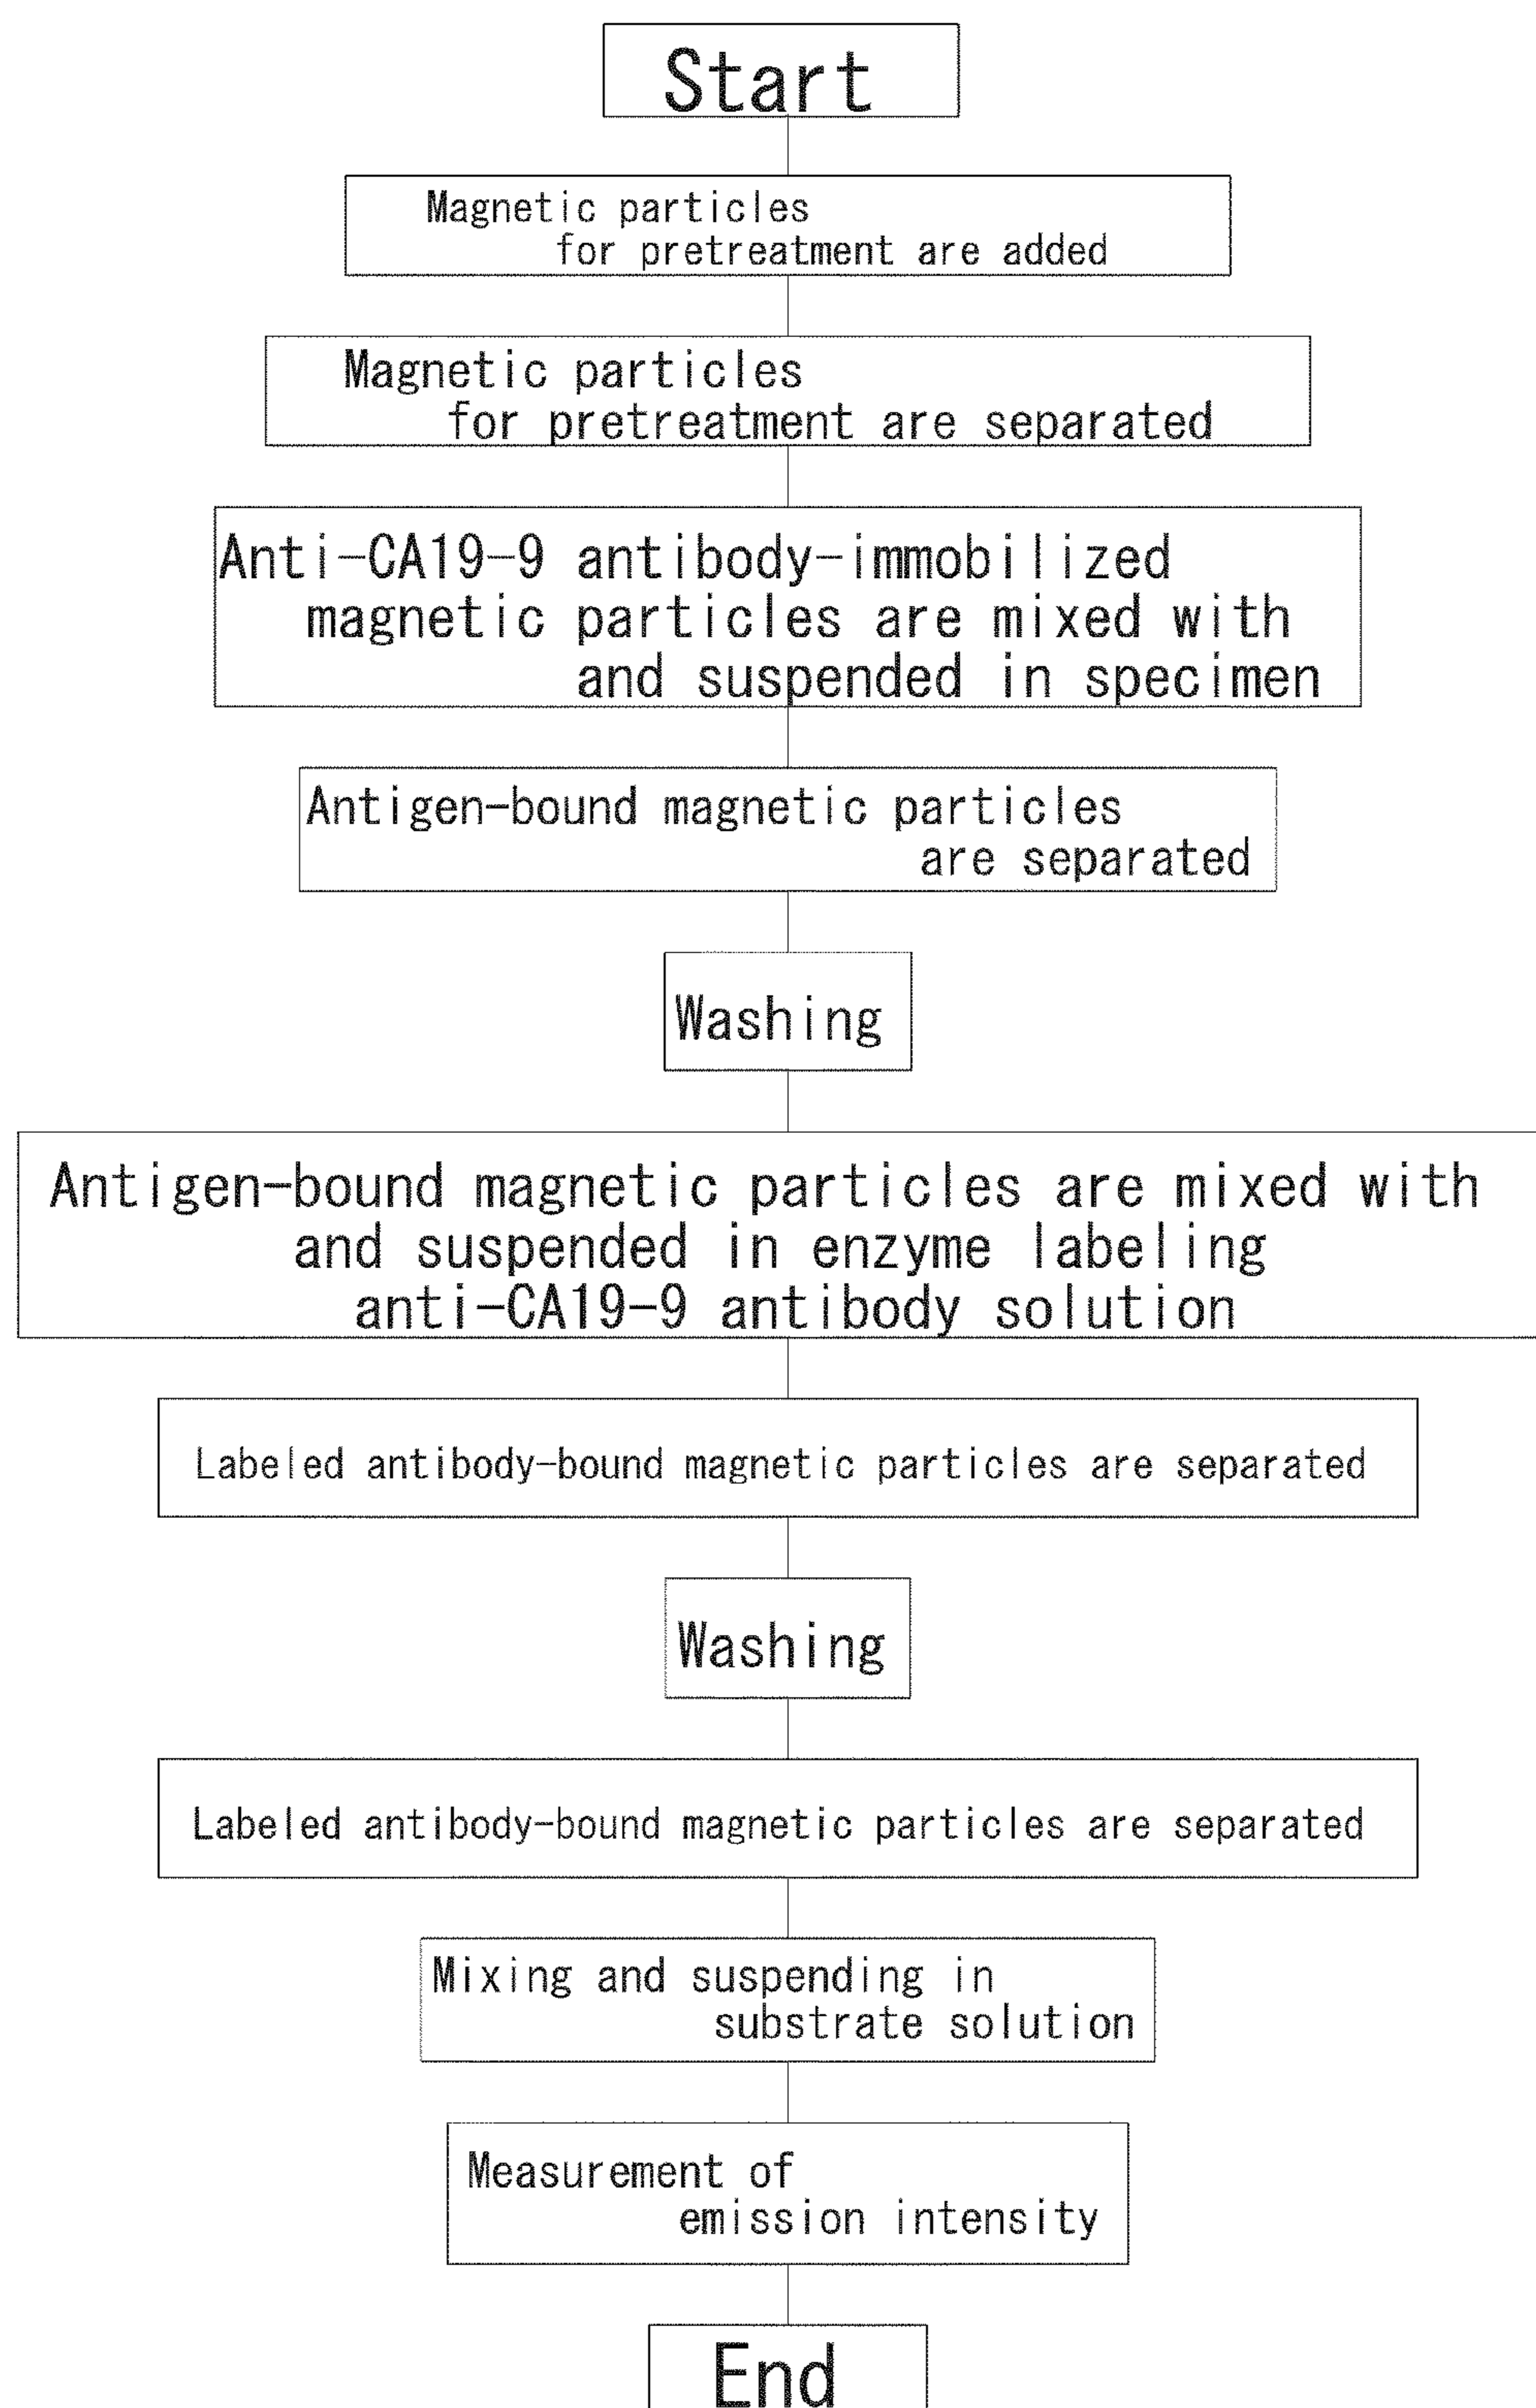 Start
Magnetic particles
for pretreatment are added
Magnetic particles
for pretreatment are separated
Anti-CA19-9 antibody-immobilized
magnetic particles are mixed with
and suspended in specimen
Antigen-bound magnetic particles
are separated
Washing
Antigen-bound magnetic particles are mixed with
and suspended in enzyme labeling
anti-CA19-9 antibody solution
Labeled antibody-bound magnetic particles are separated
Washing
Labeled antibody-bound magnetic particles are separated
Mixing and suspending in
substrate solution
Measurement of
emission intensity
End